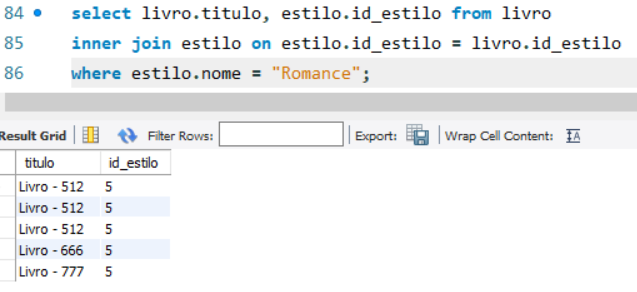 84 select livro.titulo, estilo.id_estilo from livro
85 inner join estilo on estilo.id_estilo = livro.id_estilo
86 where estilo.nome = "Romance";
Result Grid Filter Rows: Export: Wrap Cell Content:
titulo id_estilo
Livro - 512 5
Livro - 512 5
Livro - 512 5
Livro - 666 5
Livro - 777 5